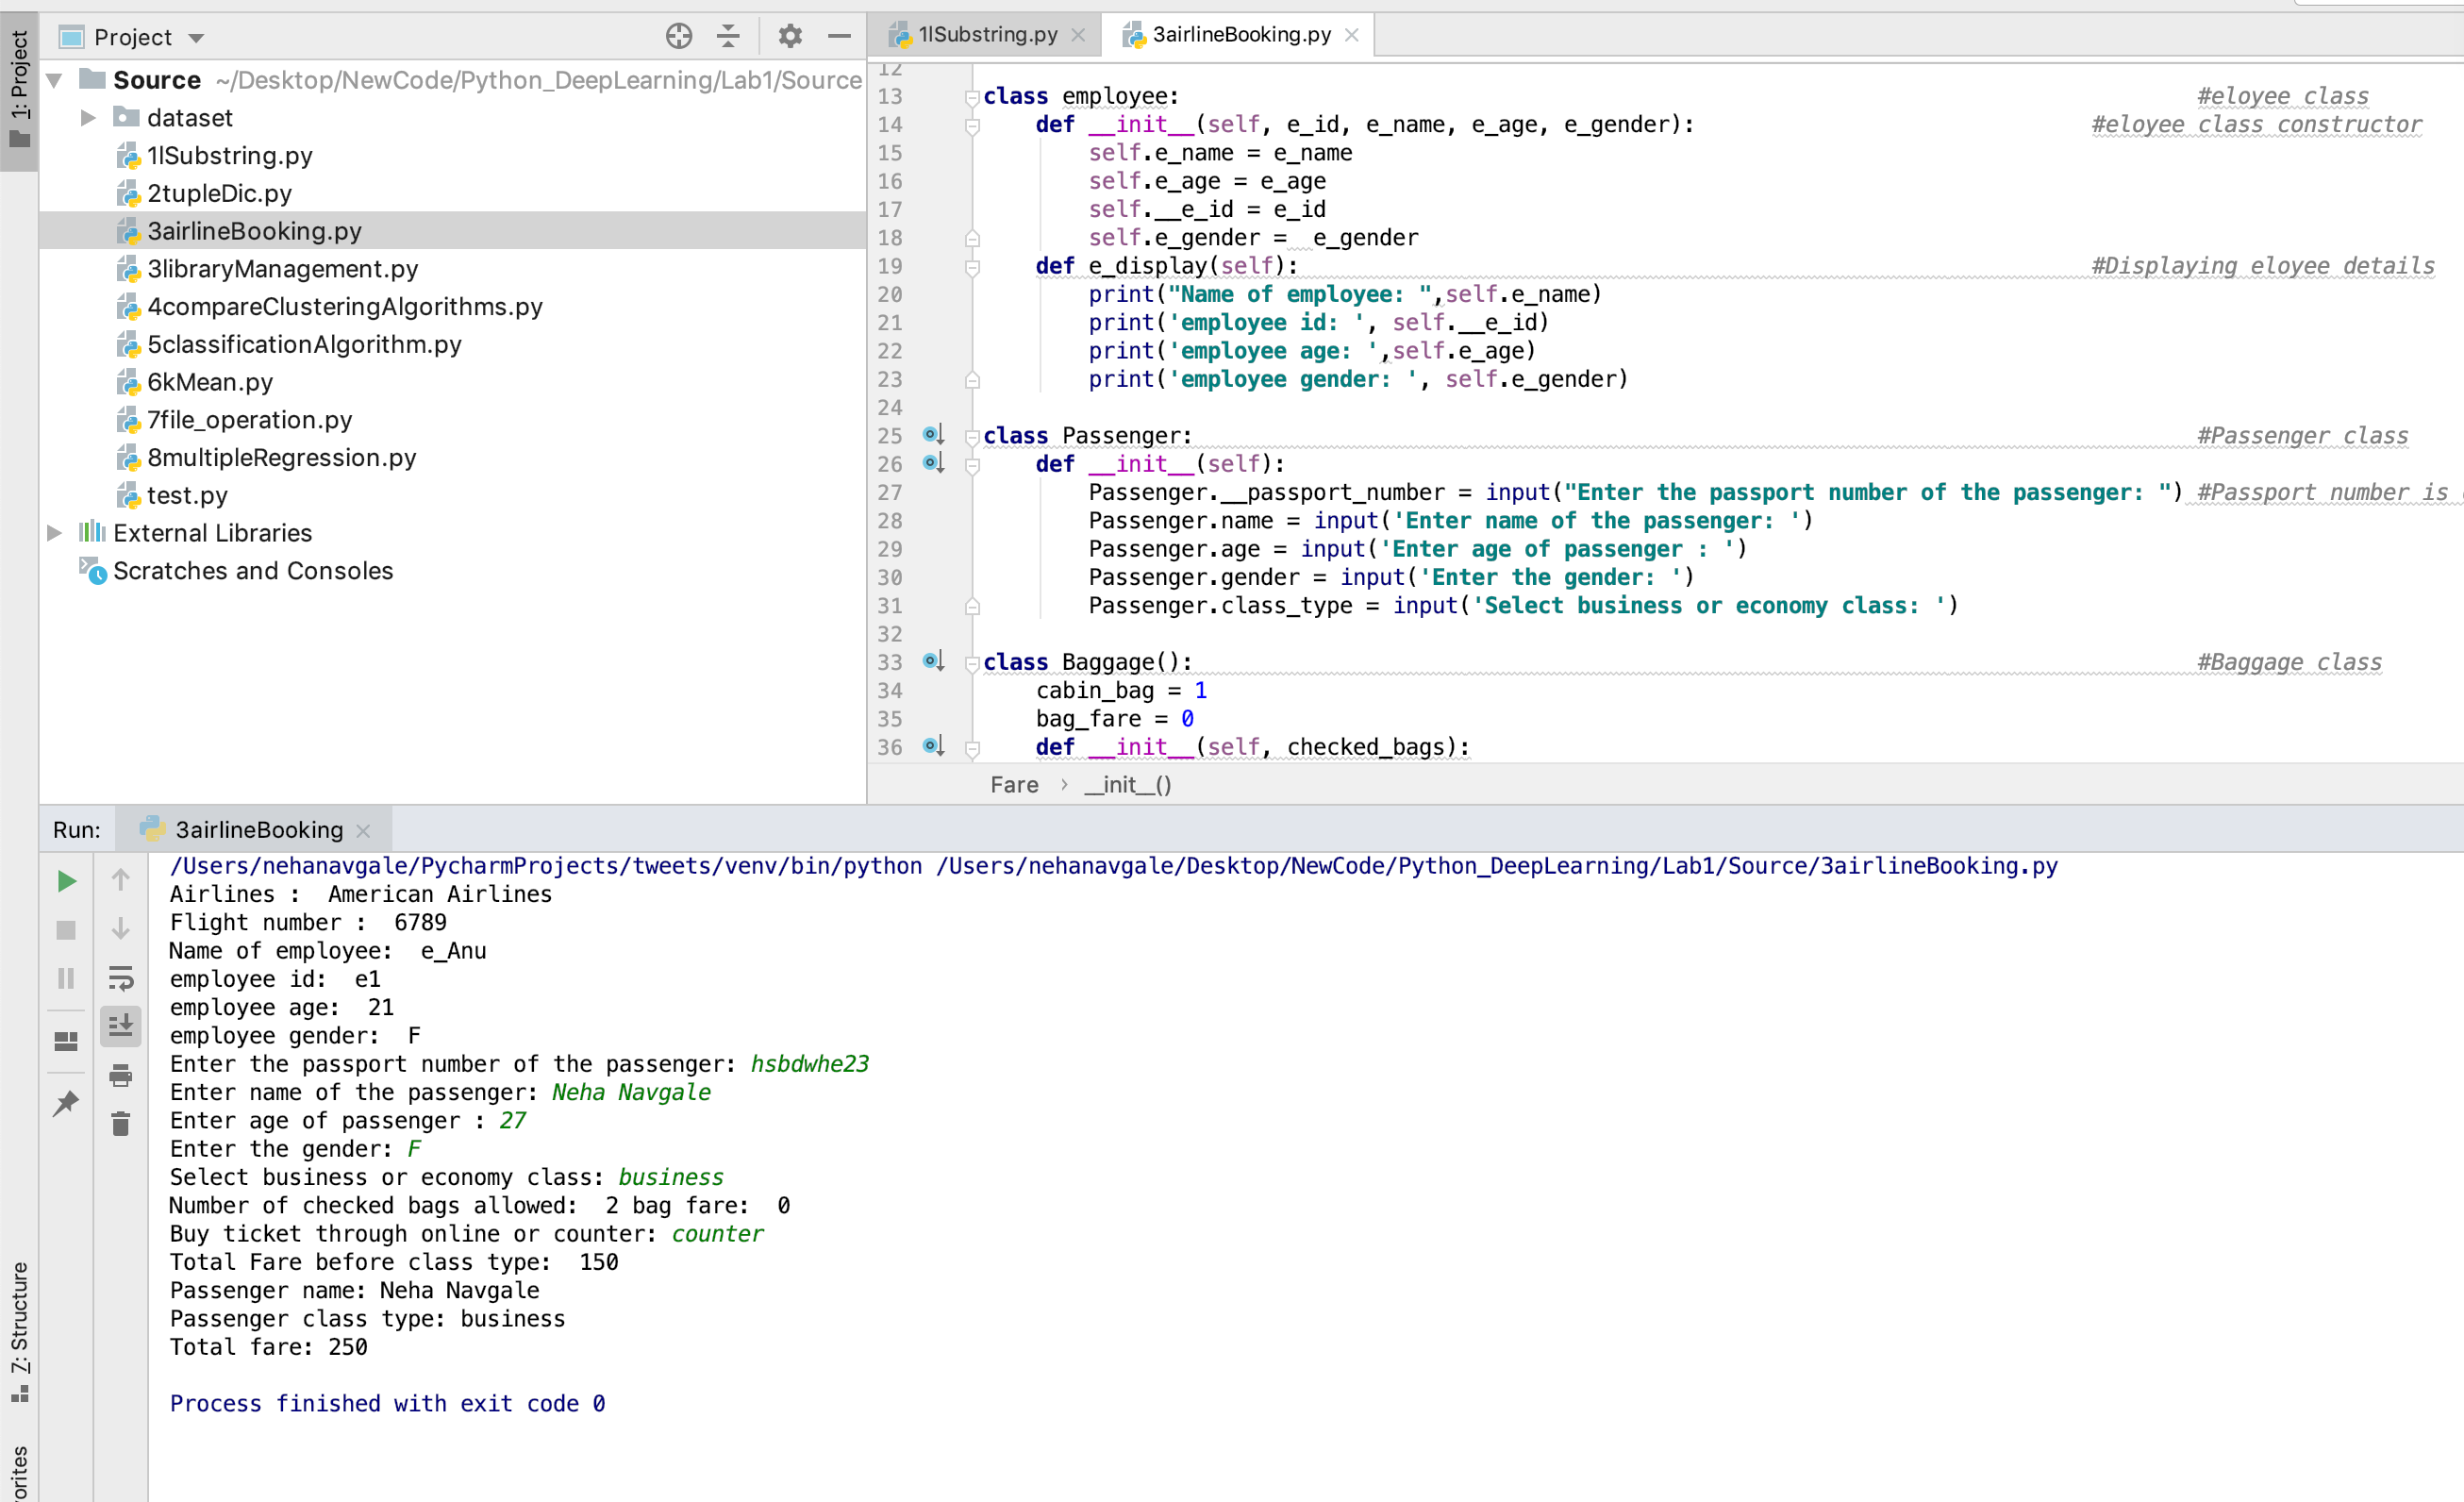 1: Project
Project
Source ~/Desktop/NewCode/Python_DeepLearning/Lab1/Source
dataset
1lSubstring.py
2tupleDic.py
3airlineBooking.py
3libraryManagement.py
4compareClusteringAlgorithms.py
5classificationAlgorithm.py
6kMean.py
7file_operation.py
8multipleRegression.py
test.py
External Libraries
Scratches and Consoles
1lSubstring.py
3airlineBooking.py
12
13 class employee: #eloyee class
14 def __init__(self, e_id, e_name, e_age, e_gender): #eloyee class constructor
15 self.e_name = e_name
16 self.e_age = e_age
17 self.__e_id = e_id
18 self.e_gender =  e_gender
19 def e_display(self): #Displaying eloyee details
20 print("Name of employee: ",self.e_name)
21 print('employee id: ', self.__e_id)
22 print('employee age: ',self.e_age)
23 print('employee gender: ', self.e_gender)
24
25 class Passenger: #Passenger class
26 def __init__(self):
27 Passenger.__passport_number = input("Enter the passport number of the passenger: ") #Passport number is
28 Passenger.name = input('Enter name of the passenger: ')
29 Passenger.age = input('Enter age of passenger : ')
30 Passenger.gender = input('Enter the gender: ')
31 Passenger.class_type = input('Select business or economy class: ')
32
33 class Baggage(): #Baggage class
34 cabin_bag = 1
35 bag_fare = 0
36 def __init__(self, checked_bags):
Fare › __init__()
Run: 3airlineBooking
/Users/nehanavgale/PycharmProjects/tweets/venv/bin/python /Users/nehanavgale/Desktop/NewCode/Python_DeepLearning/Lab1/Source/3airlineBooking.py
Airlines :  American Airlines
Flight number :  6789
Name of employee:  e_Anu
employee id:  e1
employee age:  21
employee gender:  F
Enter the passport number of the passenger: hsbdwhe23
Enter name of the passenger: Neha Navgale
Enter age of passenger : 27
Enter the gender: F
Select business or economy class: business
Number of checked bags allowed:  2 bag fare:  0
Buy ticket through online or counter: counter
Total Fare before class type:  150
Passenger name: Neha Navgale
Passenger class type: business
Total fare: 250
Process finished with exit code 0
7: Structure